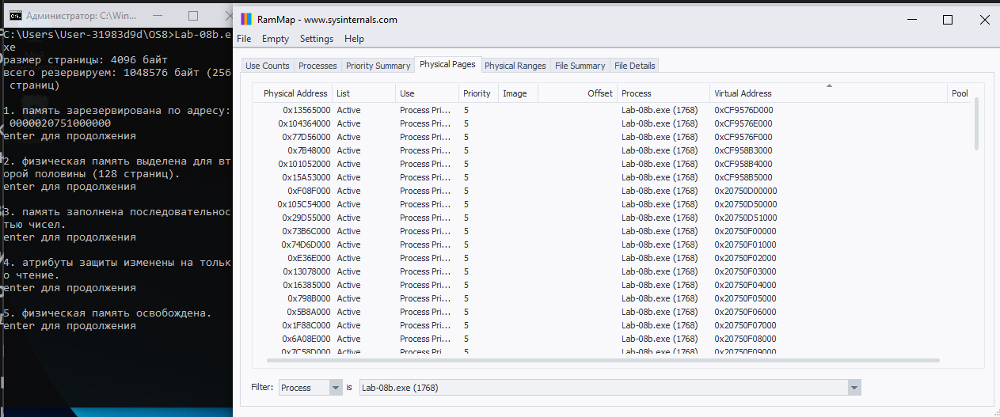 Администратор: C:\Win...
C:\Users\User-31983d9d\OS8>Lab-08b.e
xe
размер страницы: 4096 байт
всего резервируем: 1048576 байт (256
страниц)
1. память зарезервирована по адресу:
0000020751000000
enter для продолжения
2. физическая память выделена для вт
орой половины (128 страниц).
enter для продолжения
3. память заполнена последовательнос
тью чисел.
enter для продолжения
4. атрибуты защиты изменены на тольк
о чтение.
enter для продолжения
5. физическая память освобождена.
enter для продолжения
RamMap - www.sysinternals.com
File Empty Settings Help
Use Counts Processes Priority Summary Physical Pages Physical Ranges File Summary File Details
Physical Address List Use Priority Image Offset Process Virtual Address Pool
0x13565000 Active Process Pri... 5 Lab-08b.exe (1768) 0xCF9576D000
0x104364000 Active Process Pri... 5 Lab-08b.exe (1768) 0xCF9576E000
0x77D56000 Active Process Pri... 5 Lab-08b.exe (1768) 0xCF9576F000
0x7B48000 Active Process Pri... 5 Lab-08b.exe (1768) 0xCF958B3000
0x101052000 Active Process Pri... 5 Lab-08b.exe (1768) 0xCF958B4000
0x15A53000 Active Process Pri... 5 Lab-08b.exe (1768) 0xCF958B5000
0xF08F000 Active Process Pri... 5 Lab-08b.exe (1768) 0x20750D00000
0x105C54000 Active Process Pri... 5 Lab-08b.exe (1768) 0x20750D50000
0x29D55000 Active Process Pri... 5 Lab-08b.exe (1768) 0x20750D51000
0x73B6C000 Active Process Pri... 5 Lab-08b.exe (1768) 0x20750F00000
0x74D6D000 Active Process Pri... 5 Lab-08b.exe (1768) 0x20750F01000
0xE36E000 Active Process Pri... 5 Lab-08b.exe (1768) 0x20750F02000
0x13078000 Active Process Pri... 5 Lab-08b.exe (1768) 0x20750F03000
0x16385000 Active Process Pri... 5 Lab-08b.exe (1768) 0x20750F04000
0x798B000 Active Process Pri... 5 Lab-08b.exe (1768) 0x20750F05000
0x5B8A000 Active Process Pri... 5 Lab-08b.exe (1768) 0x20750F06000
0x1F88C000 Active Process Pri... 5 Lab-08b.exe (1768) 0x20750F07000
0x6A08E000 Active Process Pri... 5 Lab-08b.exe (1768) 0x20750F08000
0x7C58D000 Active Process Pri... 5 Lab-08b.exe (1768) 0x20750F09000
Filter: Process is Lab-08b.exe (1768)